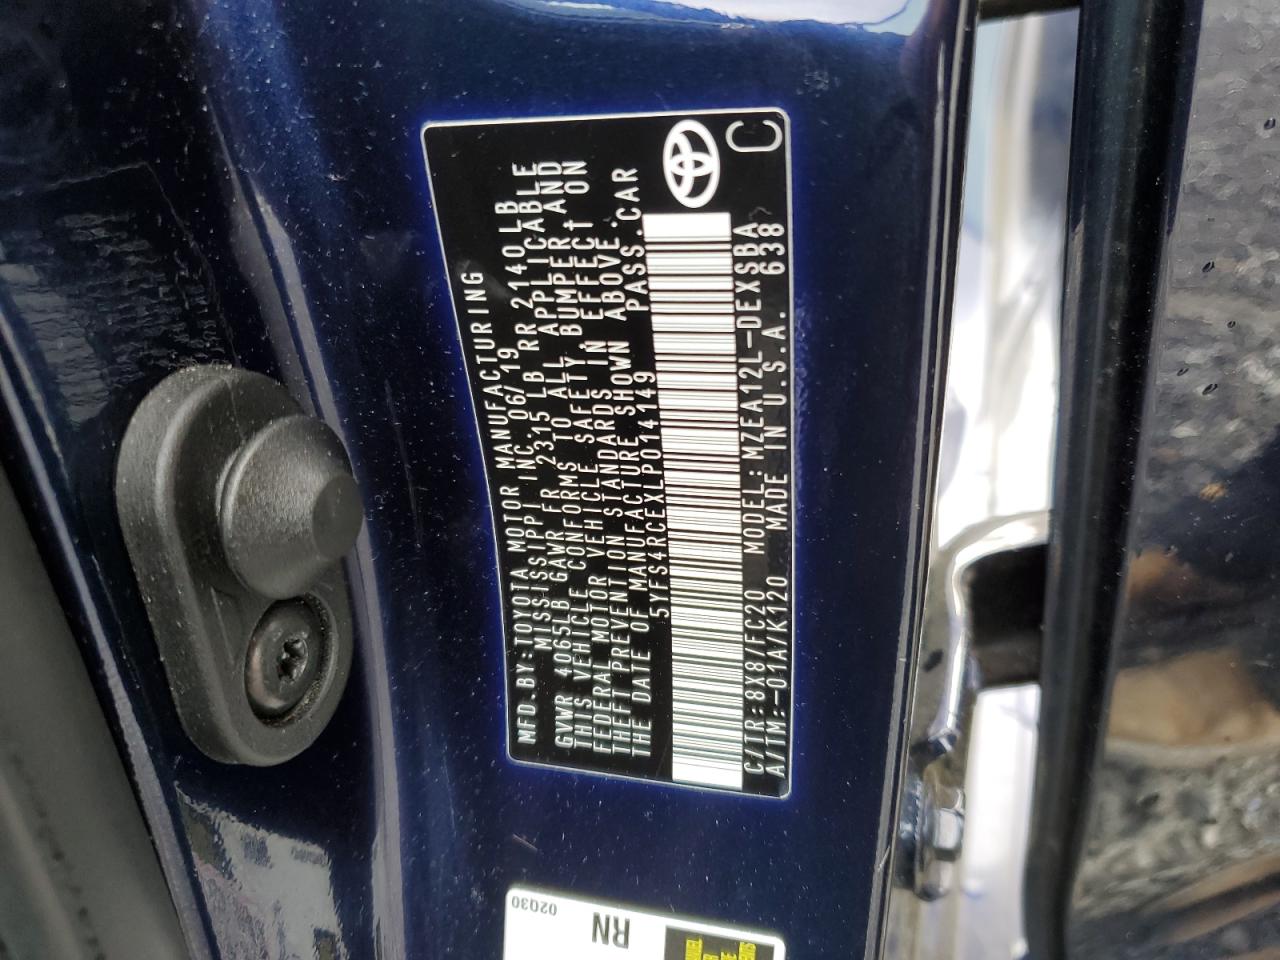 MFD.BY:TOYOTA MOTOR MANUFACTURING
MISSISSIPPI INC. 06/19
GVWR 4065LB GAWR FR 2315 LB RR 2140 LB
THIS VEHICLE CONFORMS TO ALL APPLICABLE
FEDERAL MOTOR VEHICLE SAFETY, BUMPER, AND
THEFT PREVENTION STANDARDS IN EFFECT ON
THE DATE OF MANUFACTURE SHOWN ABOVE.
5YFS4RCEXLP014149 PASS.CAR
C/TR:8X8/FC20 MODEL:MZEA12L-DEXSBA
A/TM:-01A/K120 MADE IN U.S.A. 638
C
02Q30
RN